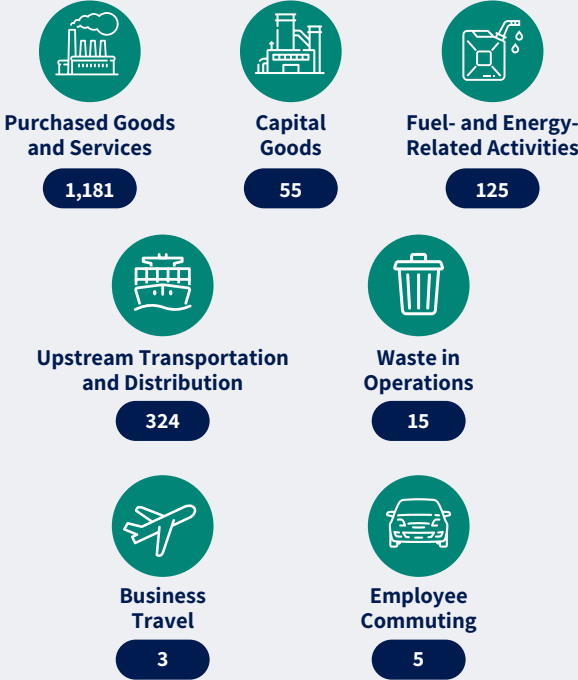 Purchased Goods
and Services
1,181
Capital
Goods
55
Fuel- and Energy-
Related Activities
125
Upstream Transportation
and Distribution
324
Waste in
Operations
15
Business
Travel
3
Employee
Commuting
5